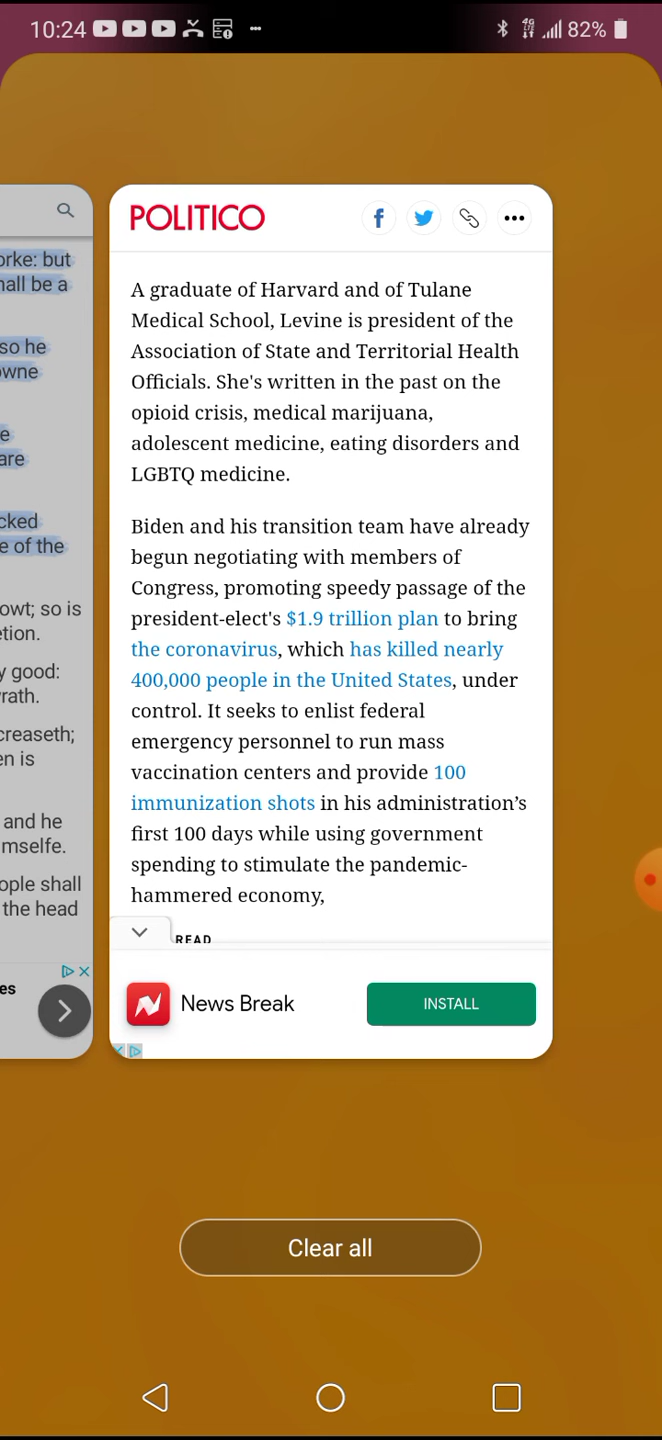 10:24
4G
LTE
82%
orke: but
hall be a
so he
owne
e
are
cked
e of the
owt; so is
etion.
y good:
rath.
creaseth;
en is
and he
mselfe.
ople shall
the head
es
POLITICO
A graduate of Harvard and of Tulane
Medical School, Levine is president of the
Association of State and Territorial Health
Officials. She's written in the past on the
opioid crisis, medical marijuana,
adolescent medicine, eating disorders and
LGBTQ medicine.
Biden and his transition team have already
begun negotiating with members of
Congress, promoting speedy passage of the
president-elect's $1.9 trillion plan to bring
the coronavirus, which has killed nearly
400,000 people in the United States, under
control. It seeks to enlist federal
emergency personnel to run mass
vaccination centers and provide 100
immunization shots in his administration’s
first 100 days while using government
spending to stimulate the pandemic-
hammered economy,
READ
News Break
INSTALL
Clear all